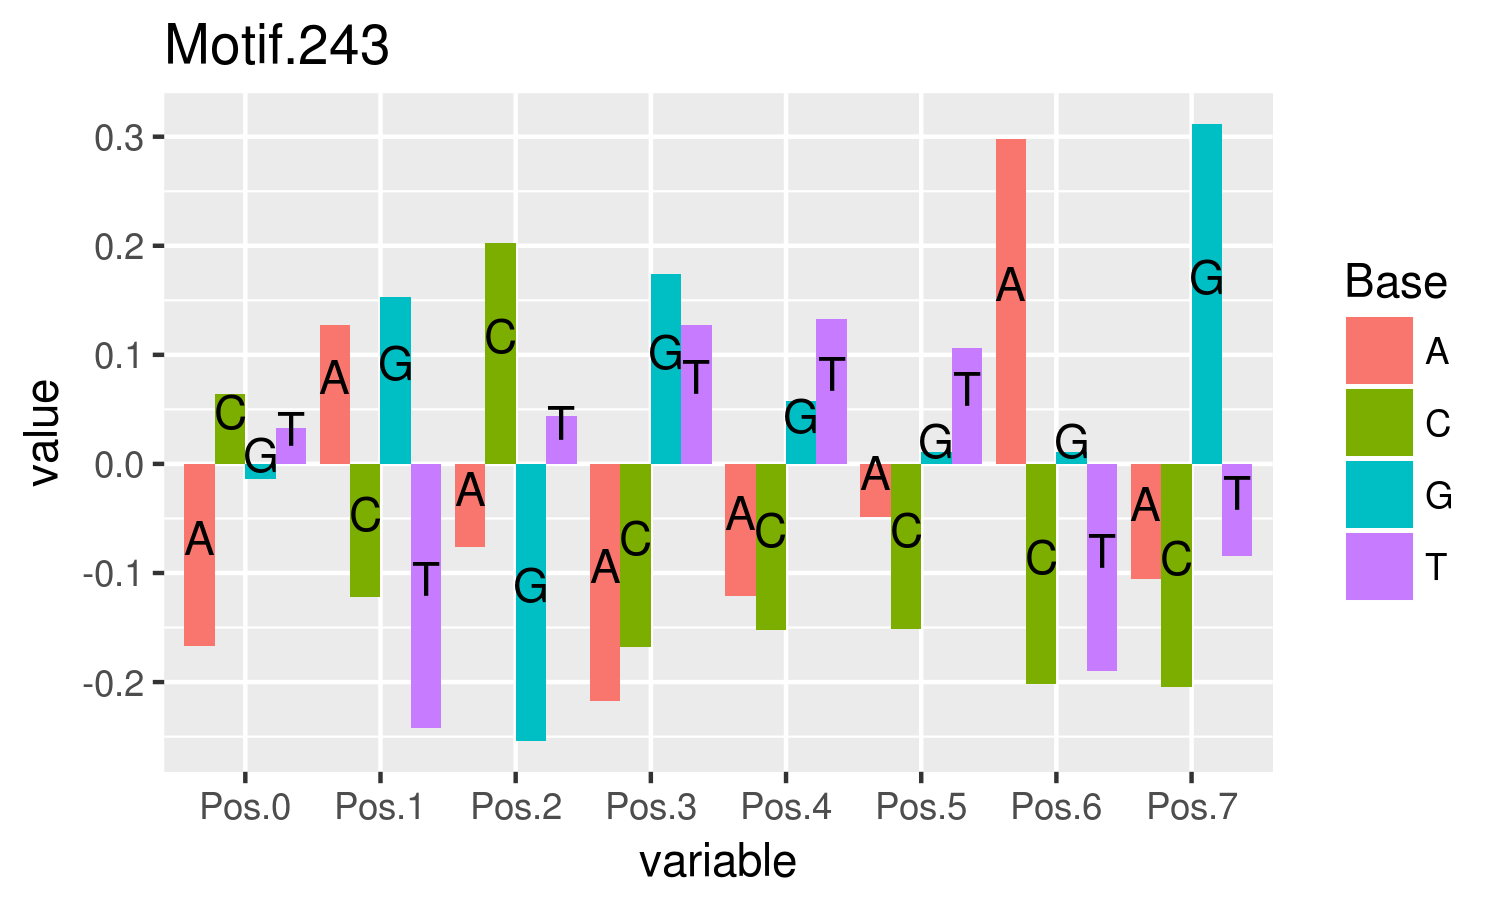 Motif.243
value
0.3
0.2
0.1
0.0
-0.1
-0.2
A C G T
A C G T
A C G T
A C G T
A C G T
A C G T
A C G T
A C G T
Pos.0 Pos.1 Pos.2 Pos.3 Pos.4 Pos.5 Pos.6 Pos.7
variable
Base
A
C
G
T